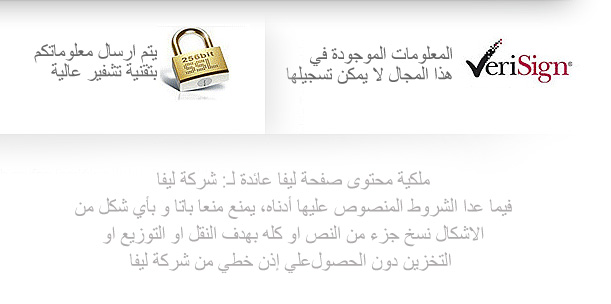 المعلومات الموجودة في
هذا المجال لا يمكن تسجيلها
VeriSign®
يتم ارسال معلوماتكم
بتقنية تشفير عالية
256bit
SSL
ملكية محتوى صفحة ليفا عائدة لـ: شركة ليفا
فيما عدا الشروط المنصوص عليها أدناه، يمنع منعا باتا و بأي شكل من
الاشكال نسخ جزء من النص او كله بهدف النقل او التوزيع او
التخزين دون الحصول علي إذن خطي من شركة ليفا